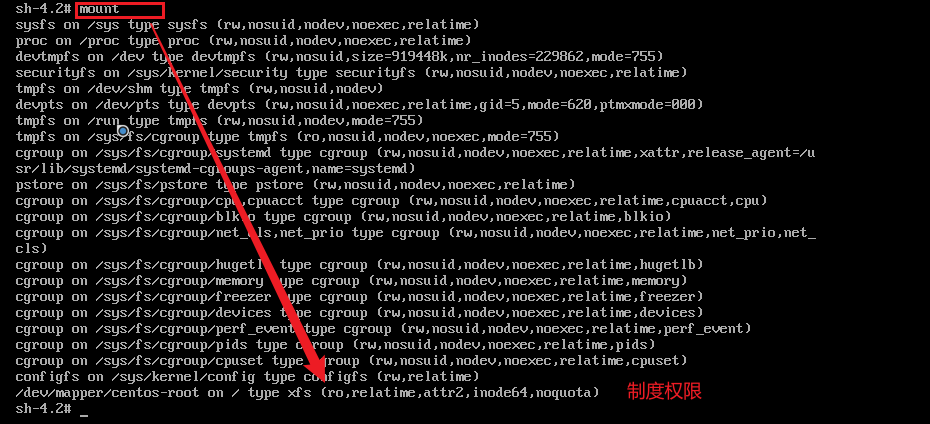 sh-4.2# mount
sysfs on /sys type sysfs (rw,nosuid,nodev,noexec,relatime)
proc on /proc type proc (rw,nosuid,nodev,noexec,relatime)
devtmpfs on /dev type devtmpfs (rw,nosuid,size=919448k,nr_inodes=229862,mode=755)
securityfs on /sys/kernel/security type securityfs (rw,nosuid,nodev,noexec,relatime)
tmpfs on /dev/shm type tmpfs (rw,nosuid,nodev)
devpts on /dev/pts type devpts (rw,nosuid,noexec,relatime,gid=5,mode=620,ptmxmode=000)
tmpfs on /run type tmpfs (rw,nosuid,nodev,mode=755)
tmpfs on /sys/fs/cgroup type tmpfs (ro,nosuid,nodev,noexec,mode=755)
cgroup on /sys/fs/cgroup/systemd type cgroup (rw,nosuid,nodev,noexec,relatime,xattr,release_agent=/u
sr/lib/systemd/systemd-cgroups-agent,name=systemd)
pstore on /sys/fs/pstore type pstore (rw,nosuid,nodev,noexec,relatime)
cgroup on /sys/fs/cgroup/cpu,cpuacct type cgroup (rw,nosuid,nodev,noexec,relatime,cpuacct,cpu)
cgroup on /sys/fs/cgroup/blkio type cgroup (rw,nosuid,nodev,noexec,relatime,blkio)
cgroup on /sys/fs/cgroup/net_cls,net_prio type cgroup (rw,nosuid,nodev,noexec,relatime,net_prio,net_
cls)
cgroup on /sys/fs/cgroup/hugetlb type cgroup (rw,nosuid,nodev,noexec,relatime,hugetlb)
cgroup on /sys/fs/cgroup/memory type cgroup (rw,nosuid,nodev,noexec,relatime,memory)
cgroup on /sys/fs/cgroup/freezer type cgroup (rw,nosuid,nodev,noexec,relatime,freezer)
cgroup on /sys/fs/cgroup/devices type cgroup (rw,nosuid,nodev,noexec,relatime,devices)
cgroup on /sys/fs/cgroup/perf_event type cgroup (rw,nosuid,nodev,noexec,relatime,perf_event)
cgroup on /sys/fs/cgroup/pids type cgroup (rw,nosuid,nodev,noexec,relatime,pids)
cgroup on /sys/fs/cgroup/cpuset type cgroup (rw,nosuid,nodev,noexec,relatime,cpuset)
configfs on /sys/kernel/config type configfs (rw,relatime)
/dev/mapper/centos-root on / type xfs (ro,relatime,attr2,inode64,noquota) 制度权限
sh-4.2# _